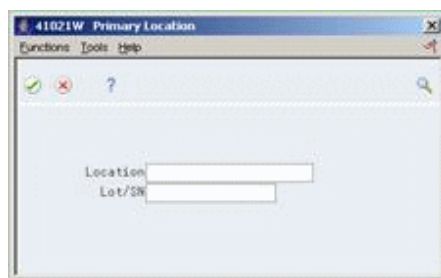 41021W Primary Location
Functions Tools Help
?
Location
Lot/SN